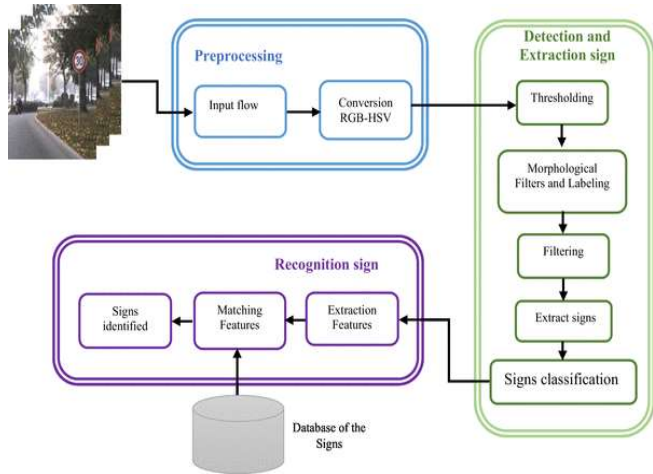 Preprocessing
Input flow
Conversion
RGB-HSV
Detection and
Extraction sign
Thresholding
Morphological
Filters and Labeling
Filtering
Extract signs
Signs classification
Recognition sign
Extraction
Features
Matching
Features
Signs
identified
Database of the
Signs